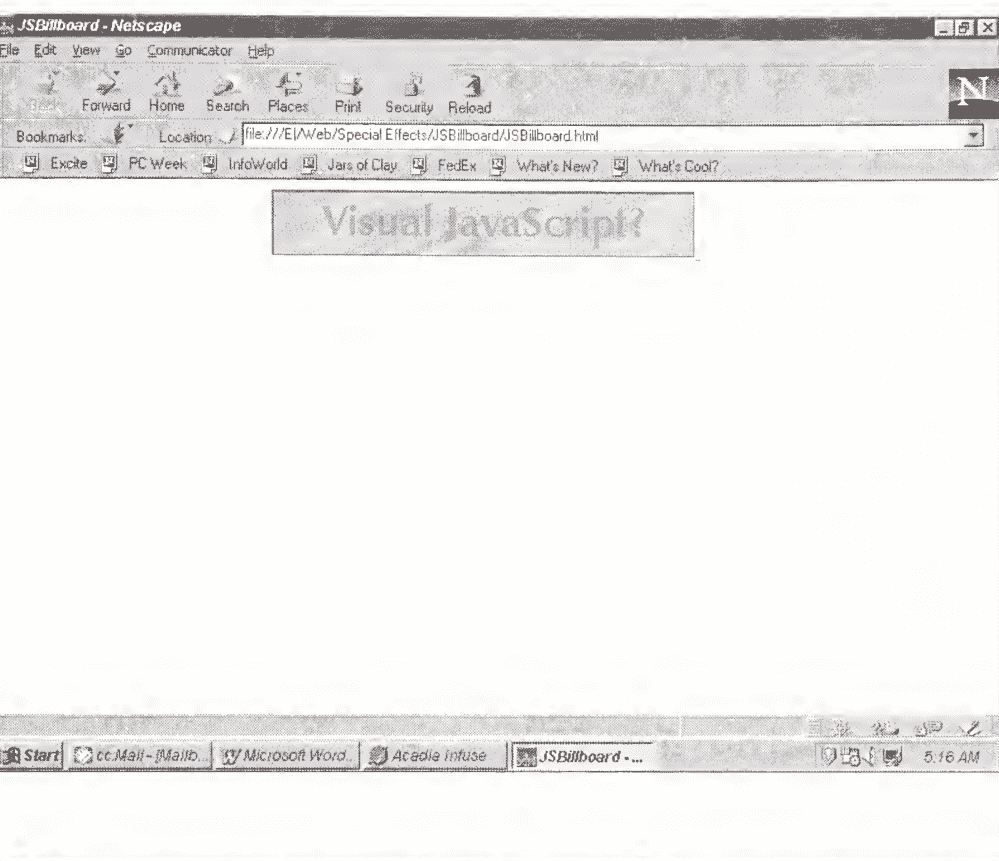 JSBillboard - Netscape
File Edit View Go Communicator Help
Back Forward Home Search Places Print Security Reload
N
Bookmarks: Location: file:///E|/Web/Special Effects/JSBillboard/JSBillboard.html
Excite PC Week InfoWorld Jars of Clay FedEx What's New? What's Cool?
Visual JavaScript?
Start cc:Mail - [Mailb... Microsoft Word... Acadia Infuse JSBillboard - ... 5:16 AM